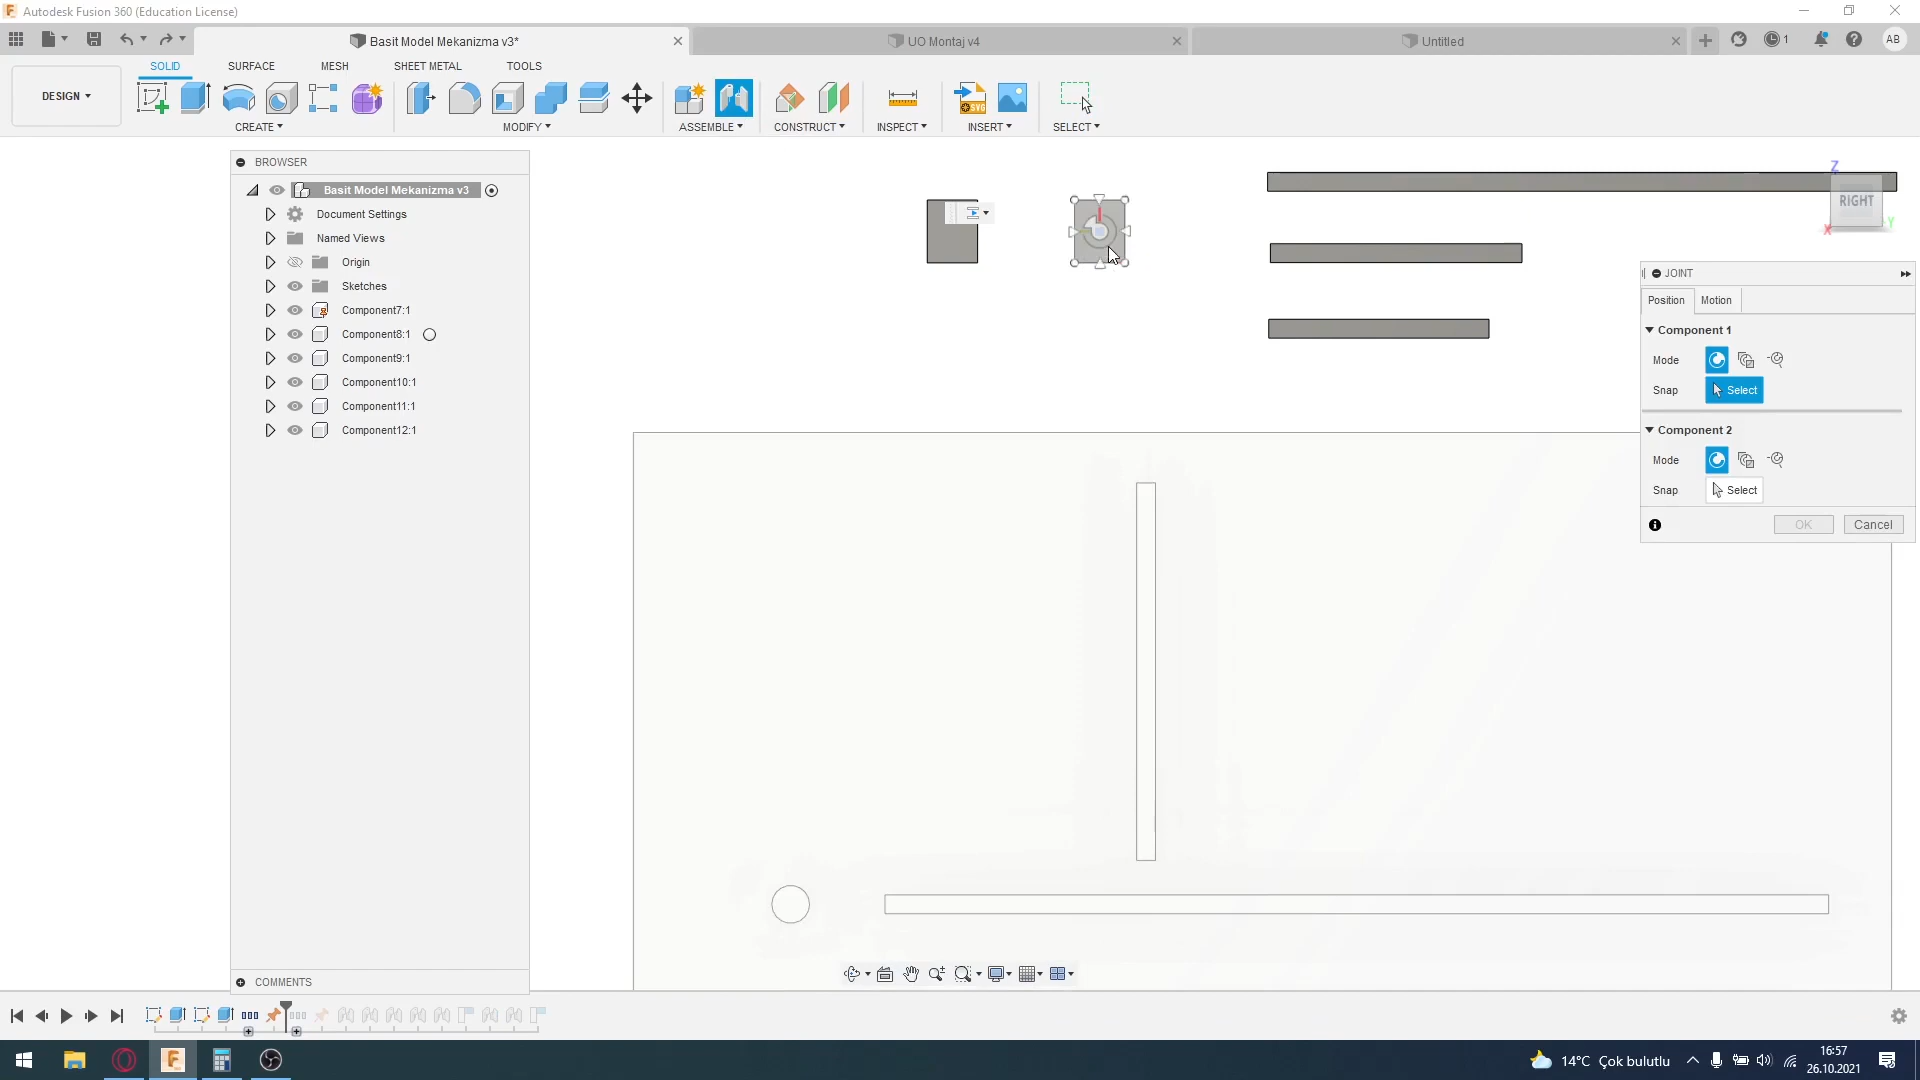 Autodesk Fusion 360 (Education License)
Basit Model Mekanizma v3*
UO Montaj v4
Untitled
1
AB
DESIGN
SOLID
SURFACE
MESH
SHEET METAL
TOOLS
CREATE
MODIFY
ASSEMBLE
CONSTRUCT
INSPECT
INSERT
SELECT
SVG
BROWSER
Basit Model Mekanizma v3
Document Settings
Named Views
Origin
Sketches
Component7:1
Component8:1
Component9:1
Component10:1
Component11:1
Component12:1
Z
RIGHT
Y
X
JOINT
Position
Motion
Component 1
Mode
Snap
Select
Component 2
Mode
Snap
Select
OK
Cancel
COMMENTS
14°C Çok bulutlu
16:57
26.10.2021